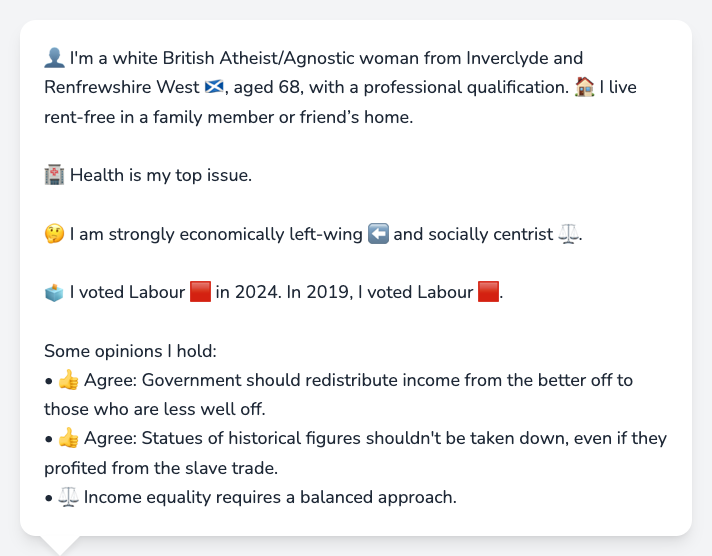 👤 I'm a white British Atheist/Agnostic woman from Inverclyde and
Renfrewshire West 🏴󠁧󠁢󠁳󠁣󠁴󠁿, aged 68, with a professional qualification. 🏠 I live
rent-free in a family member or friend’s home.
🏥 Health is my top issue.
🤔 I am strongly economically left-wing ⬅️ and socially centrist ⚖️.
🗳️ I voted Labour 🟥 in 2024. In 2019, I voted Labour 🟥.
Some opinions I hold:
• 👍 Agree: Government should redistribute income from the better off to
those who are less well off.
• 👍 Agree: Statues of historical figures shouldn't be taken down, even if they
profited from the slave trade.
• ⚖️ Income equality requires a balanced approach.